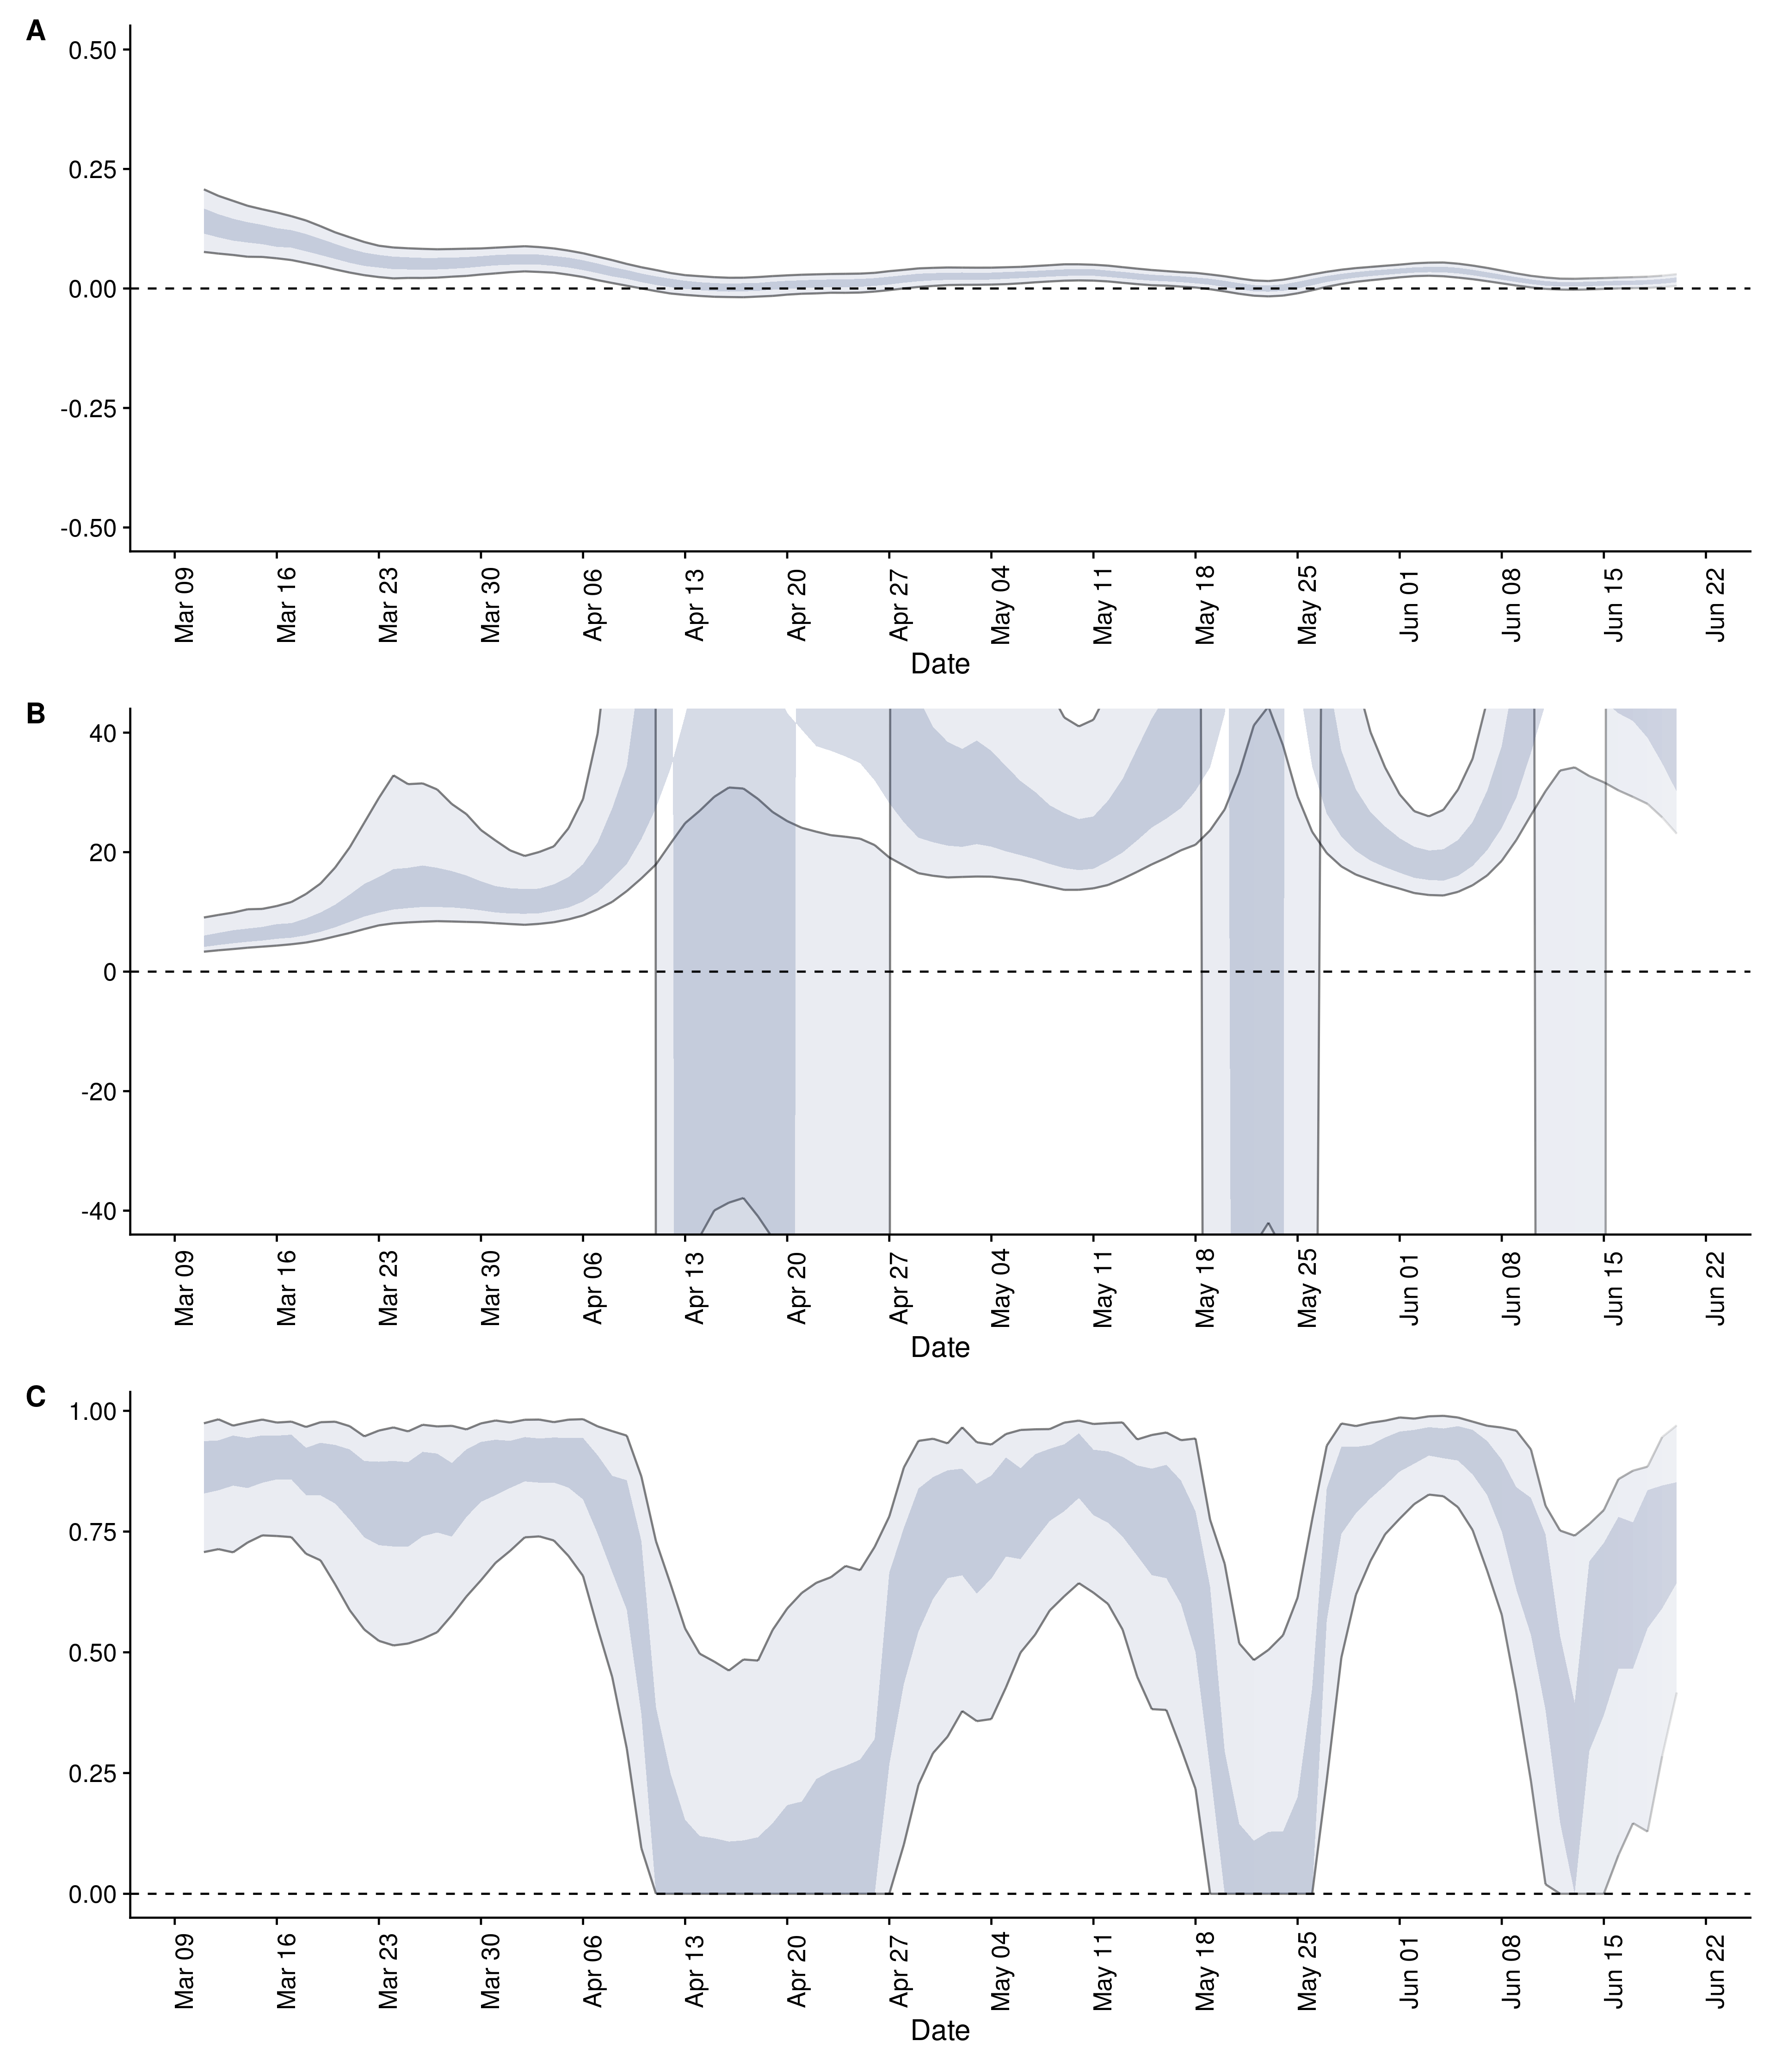 A
0.50
0.25
0.00
-0.25
-0.50
Mar 09
Mar 16
Mar 23
Mar 30
Apr 06
Apr 13
Apr 20
Apr 27
May 04
May 11
May 18
May 25
Jun 01
Jun 08
Jun 15
Jun 22
Date
B
40
20
0
-20
-40
Mar 09
Mar 16
Mar 23
Mar 30
Apr 06
Apr 13
Apr 20
Apr 27
May 04
May 11
May 18
May 25
Jun 01
Jun 08
Jun 15
Jun 22
Date
C
1.00
0.75
0.50
0.25
0.00
Mar 09
Mar 16
Mar 23
Mar 30
Apr 06
Apr 13
Apr 20
Apr 27
May 04
May 11
May 18
May 25
Jun 01
Jun 08
Jun 15
Jun 22
Date